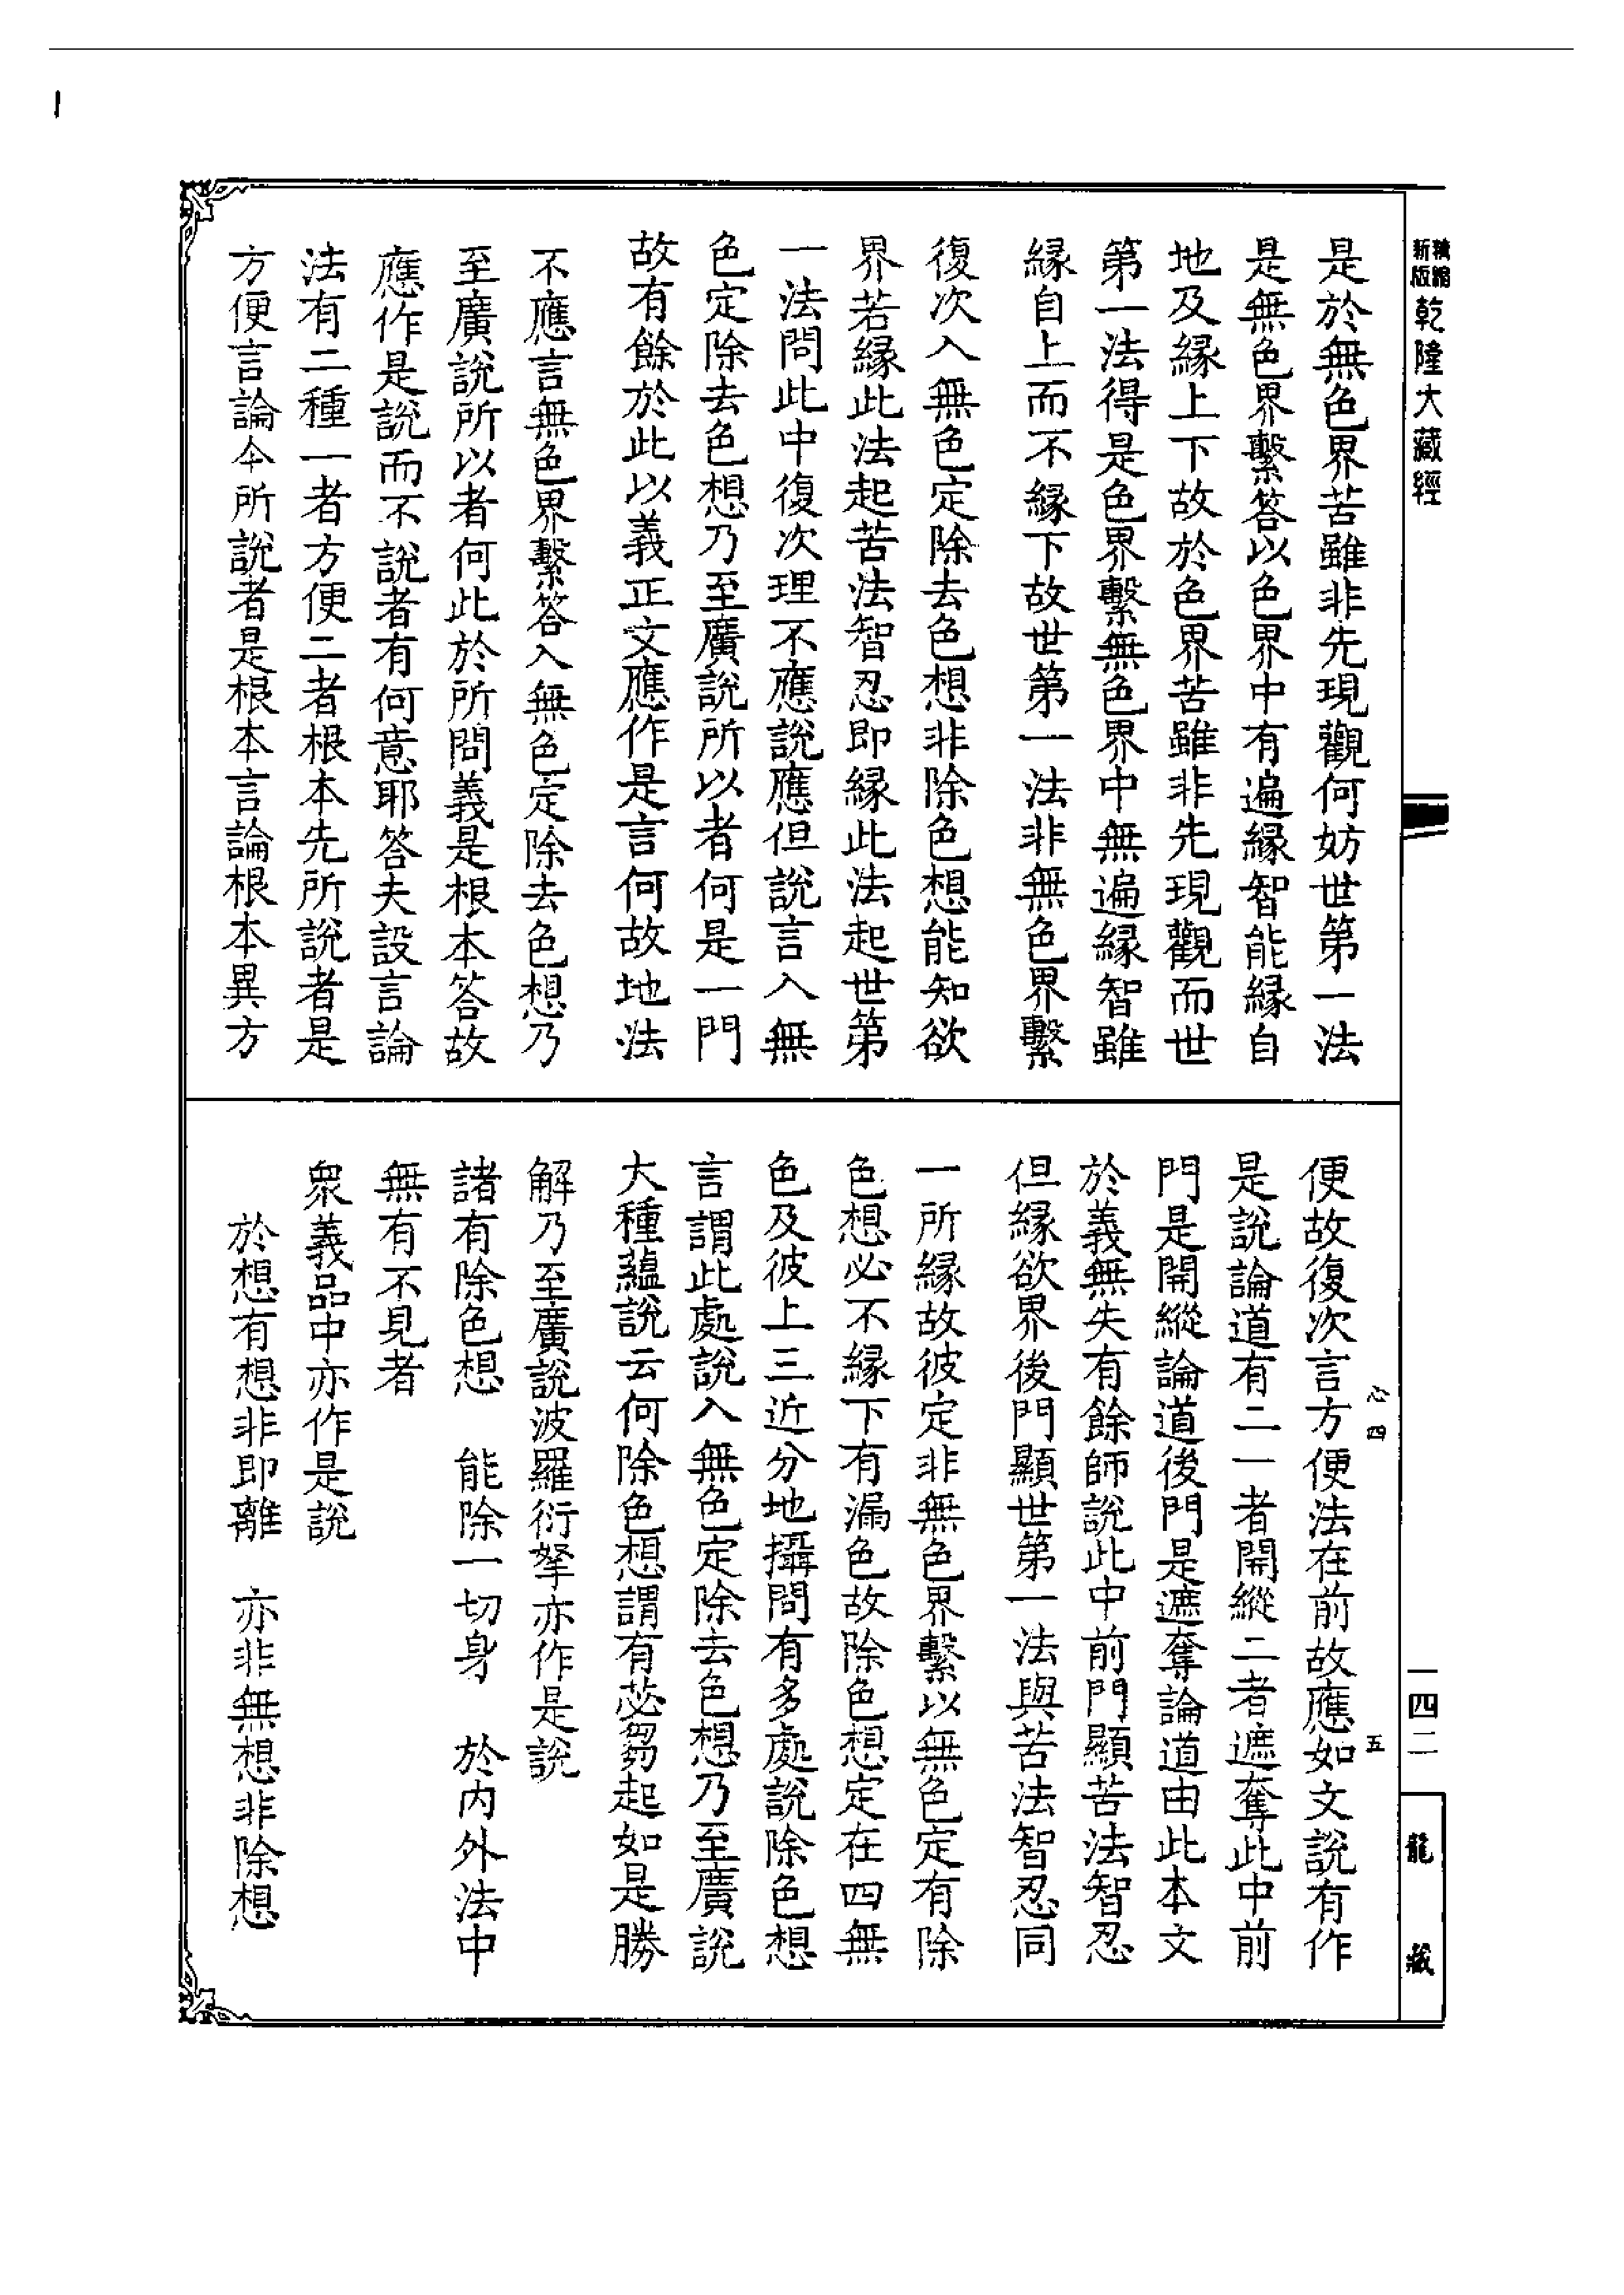 精縮新版乾隆大藏經
是於無色界苦雖非先現觀何妨世第一法
是無色界繫答以色界中有遍緣智能緣自
地及緣上下故於色界苦雖非先現觀而世
第一法得是色界繫無色界中無遍緣智雖
緣自上而不緣下故世第一法非無色界繫
復次入無色定除去色想非除色想能知欲
界若緣此法起苦法智忍即緣此法起世第
一法問此中復次理不應說應但說言入無
色定除去色想乃至廣說所以者何是一門
故有餘於此以義正文應作是言何故地法
不應言無色界繫答入無色定除去色想乃
至廣說所以者何此於所問義是根本答故
應作是說而不說者有何意耶答夫設言論
法有二種一者方便二者根本先所說者是
方便言論今所說者是根本言論根本異方
心四
五
便故復次言方便法在前故應如文說有作
是說論道有二一者開縱二者遮奪此中前
門是開縱論道後門是遮奪論道由此本文
於義無失有餘師說此中前門顯苦法智忍
但緣欲界後門顯世第一法與苦法智忍同
一所緣故彼定非無色界繫以無色定有除
色想必不緣下有漏色故除色想定在四無
色及彼上三近分地攝問有多處說除色想
言謂此處說入無色定除去色想乃至廣說
大種蘊說云何除色想謂有苾芻起如是勝
解乃至廣說波羅衍拏亦作是說
諸有除色想　能除一切身　於內外法中
無有不見者
眾義品中亦作是說
於想有想非即離　亦非無想非除想
一四二
龍藏